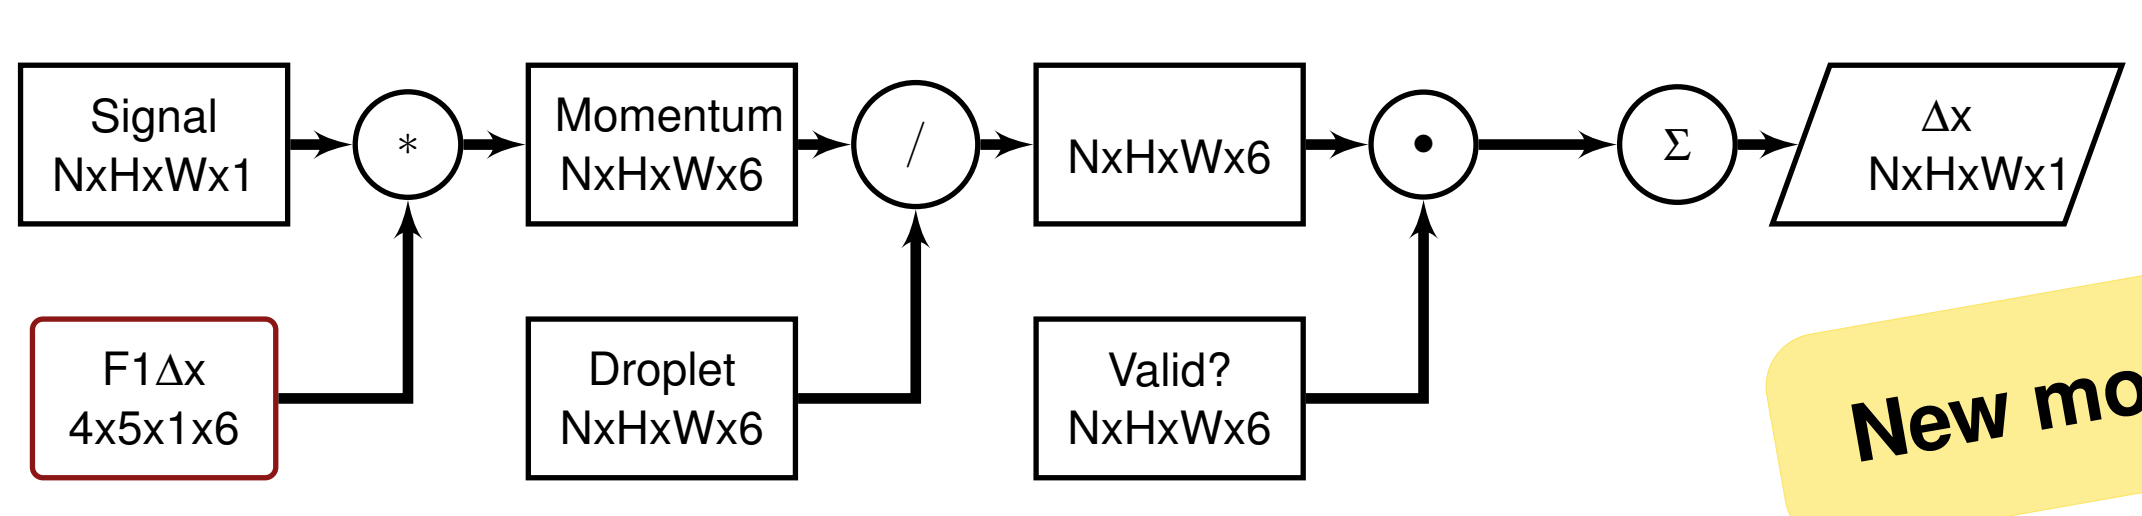 Signal
NxHxWx1
*
Momentum
NxHxWx6
/
NxHxWx6
•
Σ
Δx
NxHxWx1
F1Δx
4x5x1x6
Droplet
NxHxWx6
Valid?
NxHxWx6
New mo